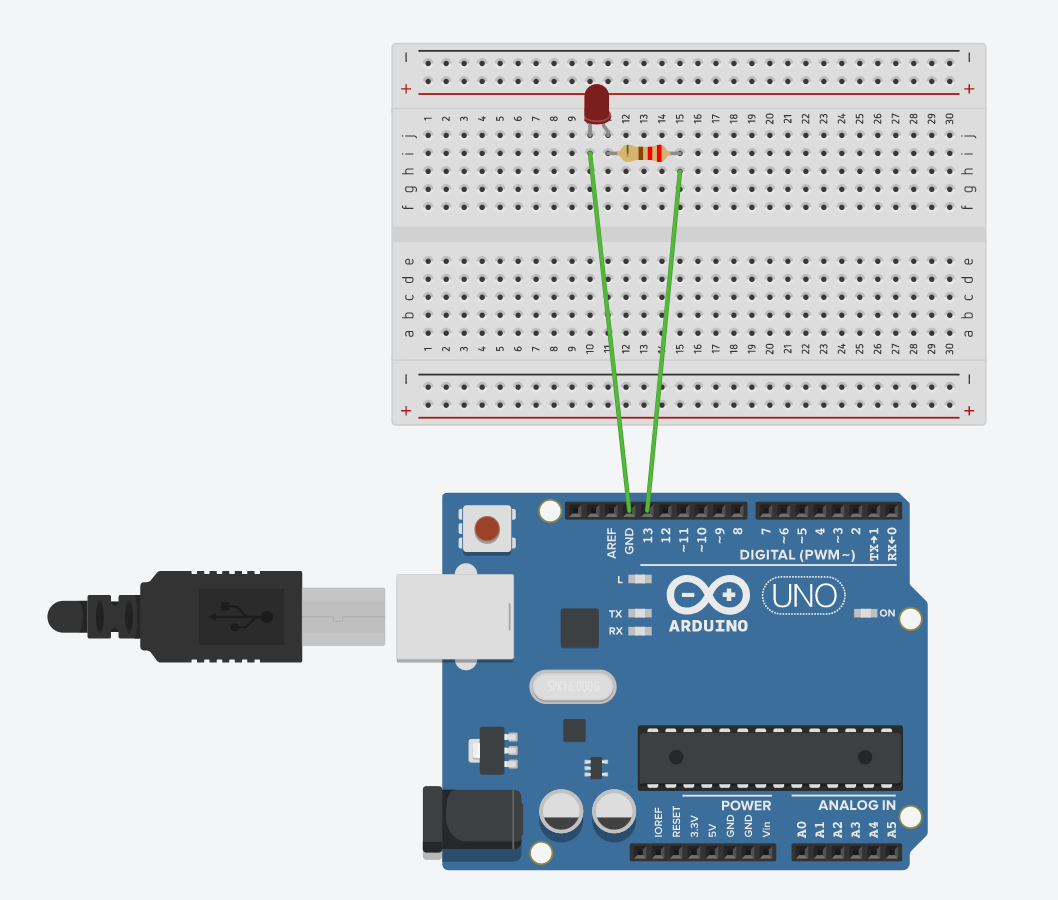 − −
+ +
1 2 3 4 5 6 7 8 9 12 13 14 15 16 17 18 19 20 21 22 23 24 25 26 27 28 29 30
j j
i i
h h
g g
f f
e e
d d
c c
b b
a a
1 2 3 4 5 6 7 8 9 10 11 12 13 14 15 16 17 18 19 20 21 22 23 24 25 26 27 28 29 30
− −
+ +
AREF GND 13 12 ~11 ~10 ~9 8 7 ~6 ~5 4 ~3 2 TX→1 RX←0
DIGITAL (PWM~)
L
TX
RX
UNO
ON
ARDUINO
SPK16.000G
POWER
ANALOG IN
IOREF RESET 3.3V 5V GND GND Vin A0 A1 A2 A3 A4 A5